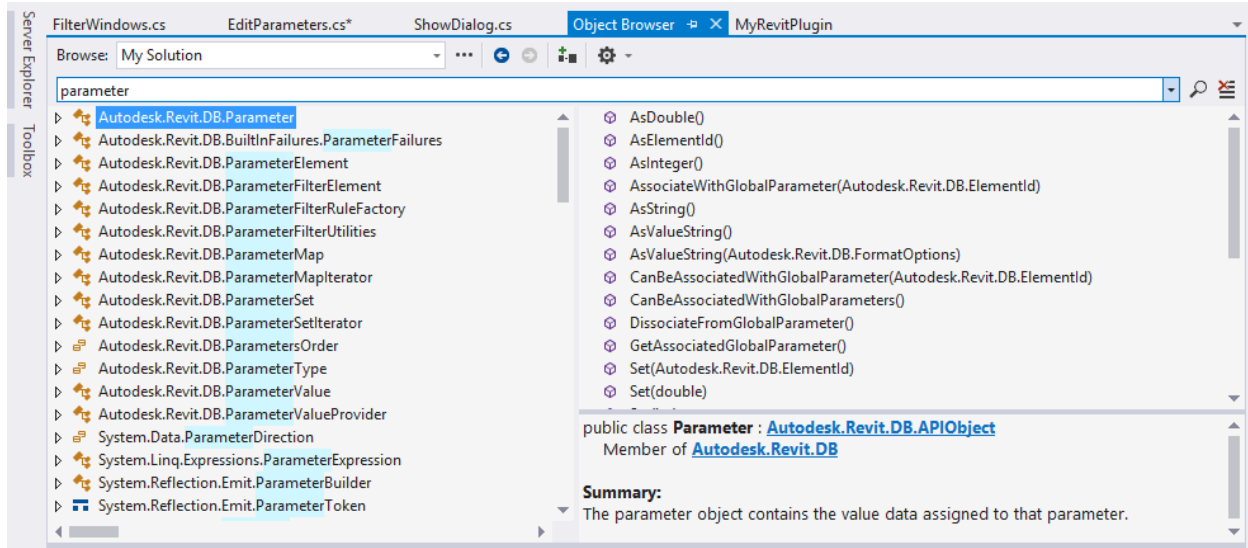 Server Explorer
Toolbox
FilterWindows.cs EditParameters.cs* ShowDialog.cs Object Browser MyRevitPlugin
Browse: My Solution
parameter
Autodesk.Revit.DB.Parameter
Autodesk.Revit.DB.BuiltInFailures.ParameterFailures
Autodesk.Revit.DB.ParameterElement
Autodesk.Revit.DB.ParameterFilterElement
Autodesk.Revit.DB.ParameterFilterRuleFactory
Autodesk.Revit.DB.ParameterFilterUtilities
Autodesk.Revit.DB.ParameterMap
Autodesk.Revit.DB.ParameterMapIterator
Autodesk.Revit.DB.ParameterSet
Autodesk.Revit.DB.ParameterSetIterator
Autodesk.Revit.DB.ParametersOrder
Autodesk.Revit.DB.ParameterType
Autodesk.Revit.DB.ParameterValue
Autodesk.Revit.DB.ParameterValueProvider
System.Data.ParameterDirection
System.Linq.Expressions.ParameterExpression
System.Reflection.Emit.ParameterBuilder
System.Reflection.Emit.ParameterToken
AsDouble()
AsElementId()
AsInteger()
AssociateWithGlobalParameter(Autodesk.Revit.DB.ElementId)
AsString()
AsValueString()
AsValueString(Autodesk.Revit.DB.FormatOptions)
CanBeAssociatedWithGlobalParameter(Autodesk.Revit.DB.ElementId)
CanBeAssociatedWithGlobalParameters()
DissociateFromGlobalParameter()
GetAssociatedGlobalParameter()
Set(Autodesk.Revit.DB.ElementId)
Set(double)
public class Parameter : Autodesk.Revit.DB.APIObject
Member of Autodesk.Revit.DB
Summary:
The parameter object contains the value data assigned to that parameter.